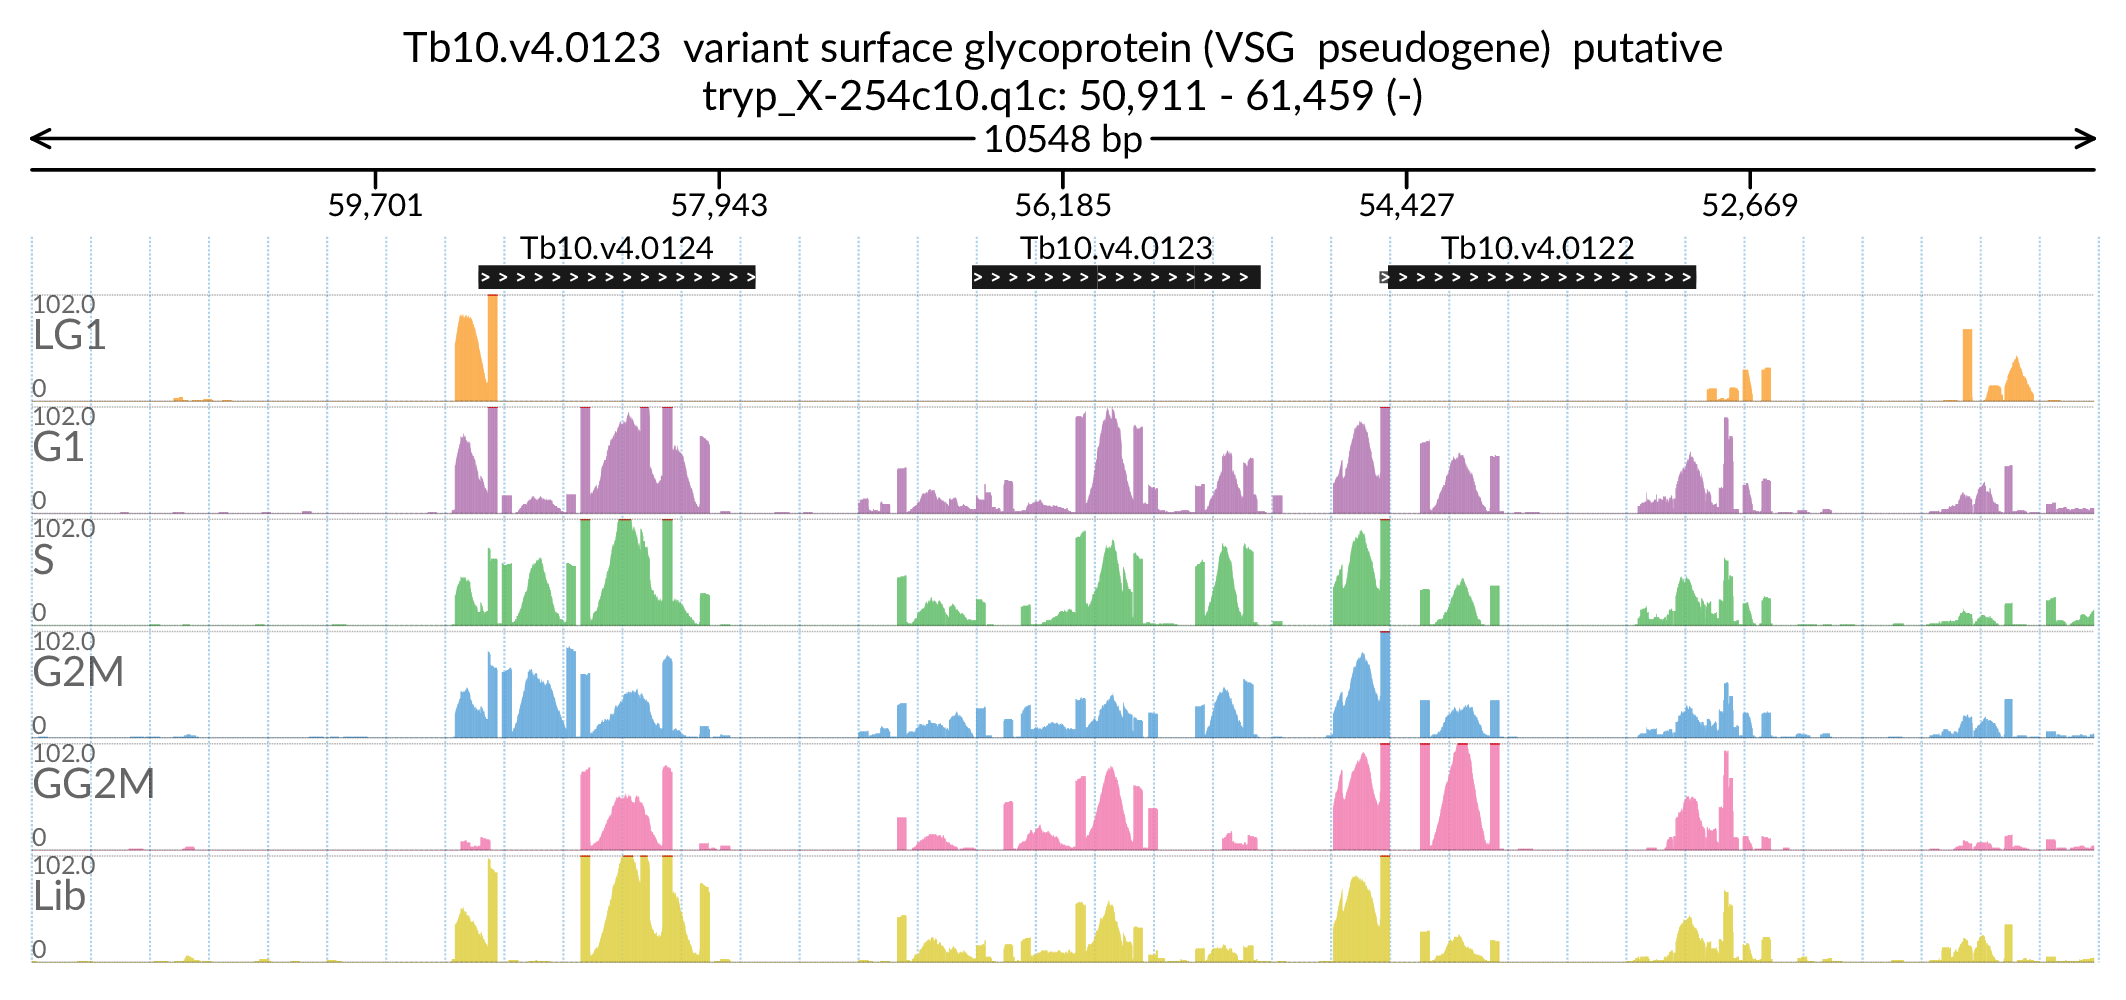 Tb10.v4.0123 variant surface glycoprotein (VSG pseudogene) putative
tryp_X-254c10.q1c: 50,911 - 61,459 (-)
10548 bp
59,701 57,943 56,185 54,427 52,669
Tb10.v4.0124 Tb10.v4.0123 Tb10.v4.0122
102.0
LG1
0
102.0
G1
0
102.0
S
0
102.0
G2M
0
102.0
GG2M
0
102.0
Lib
0